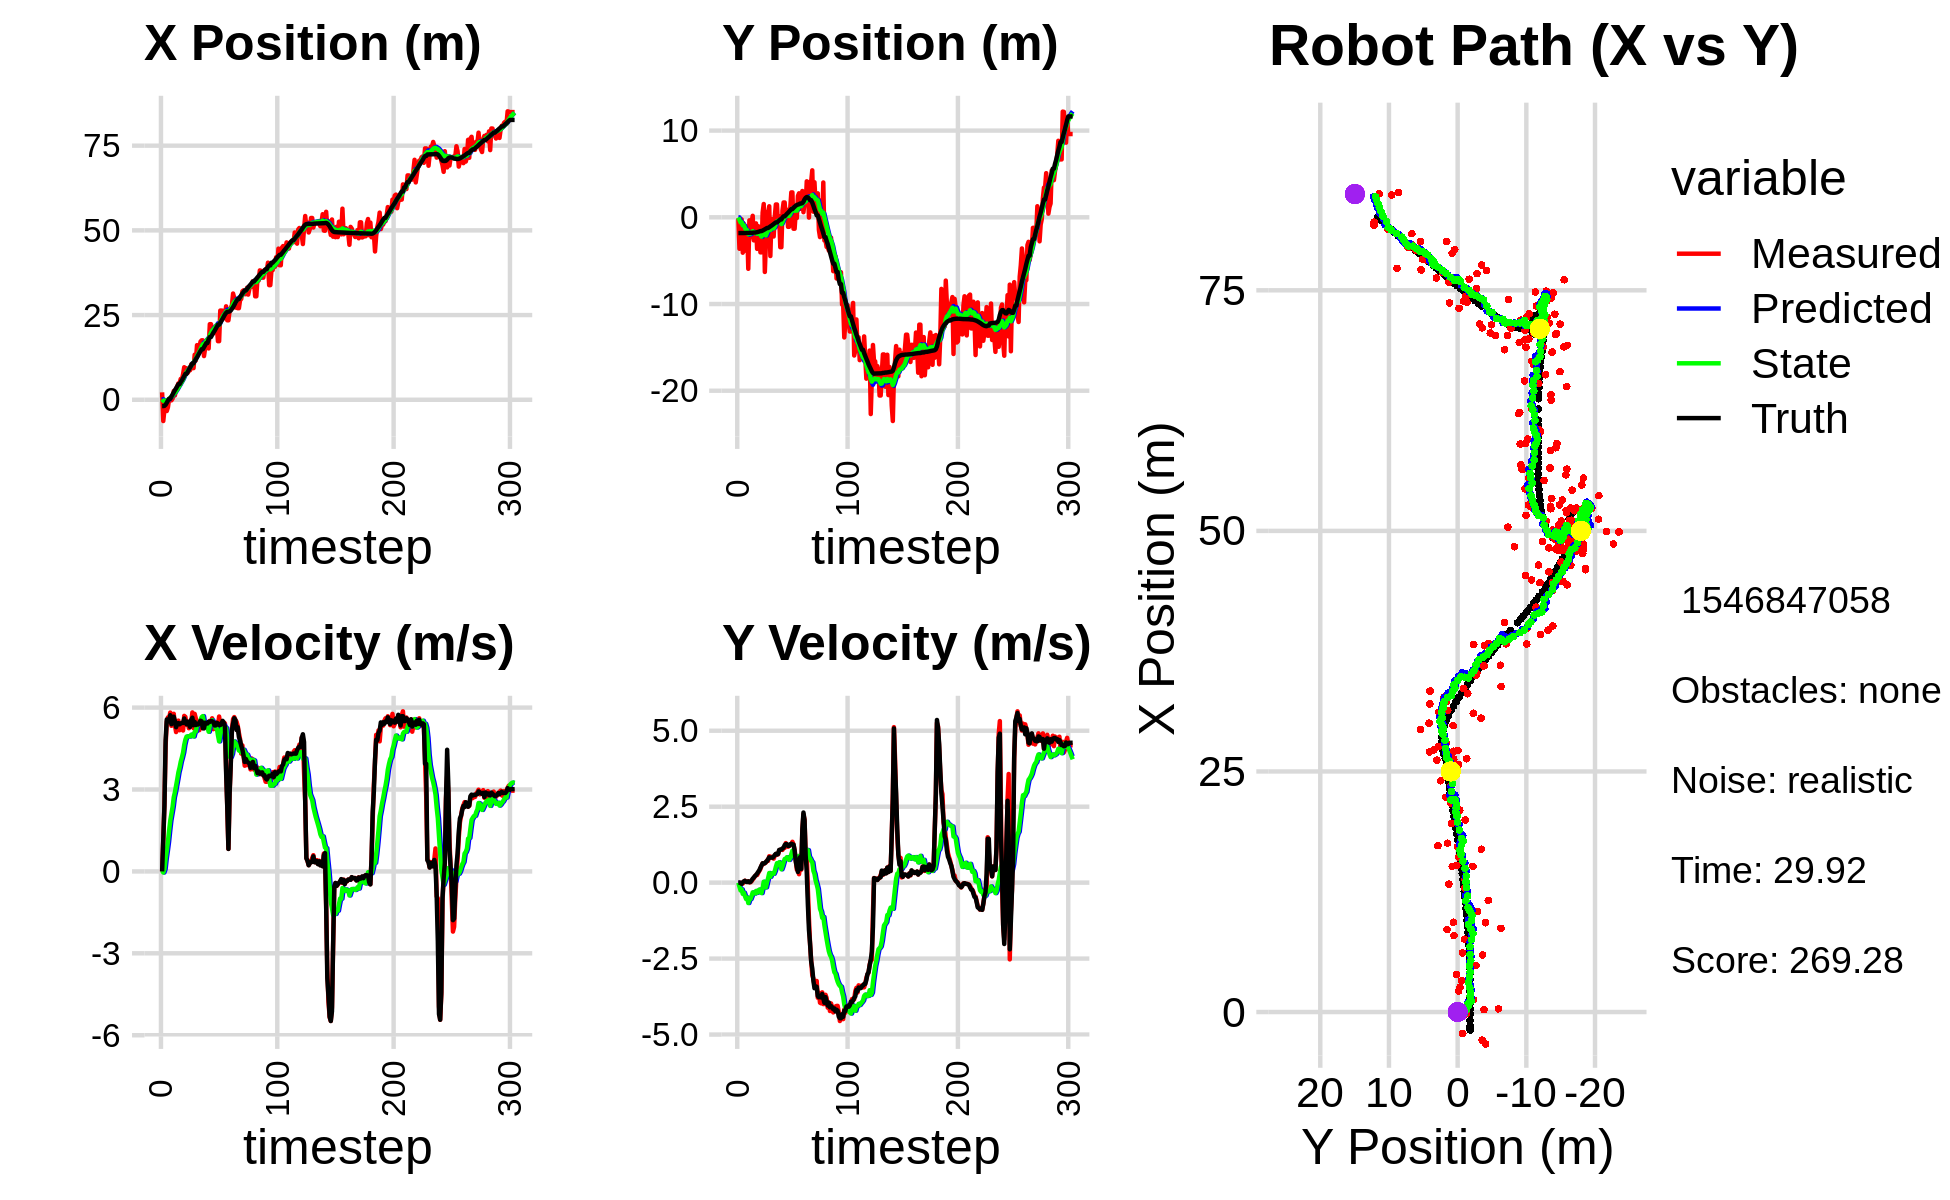 X Position (m)
75
50
25
0
0
100
200
300
timestep
Y Position (m)
10
0
-10
-20
0
100
200
300
timestep
X Velocity (m/s)
6
3
0
-3
-6
0
100
200
300
timestep
Y Velocity (m/s)
5.0
2.5
0.0
-2.5
-5.0
0
100
200
300
timestep
Robot Path (X vs Y)
X Position (m)
75
50
25
0
20 10 0 -10 -20
Y Position (m)
variable
Measured
Predicted
State
Truth
1546847058
Obstacles: none
Noise: realistic
Time: 29.92
Score: 269.28